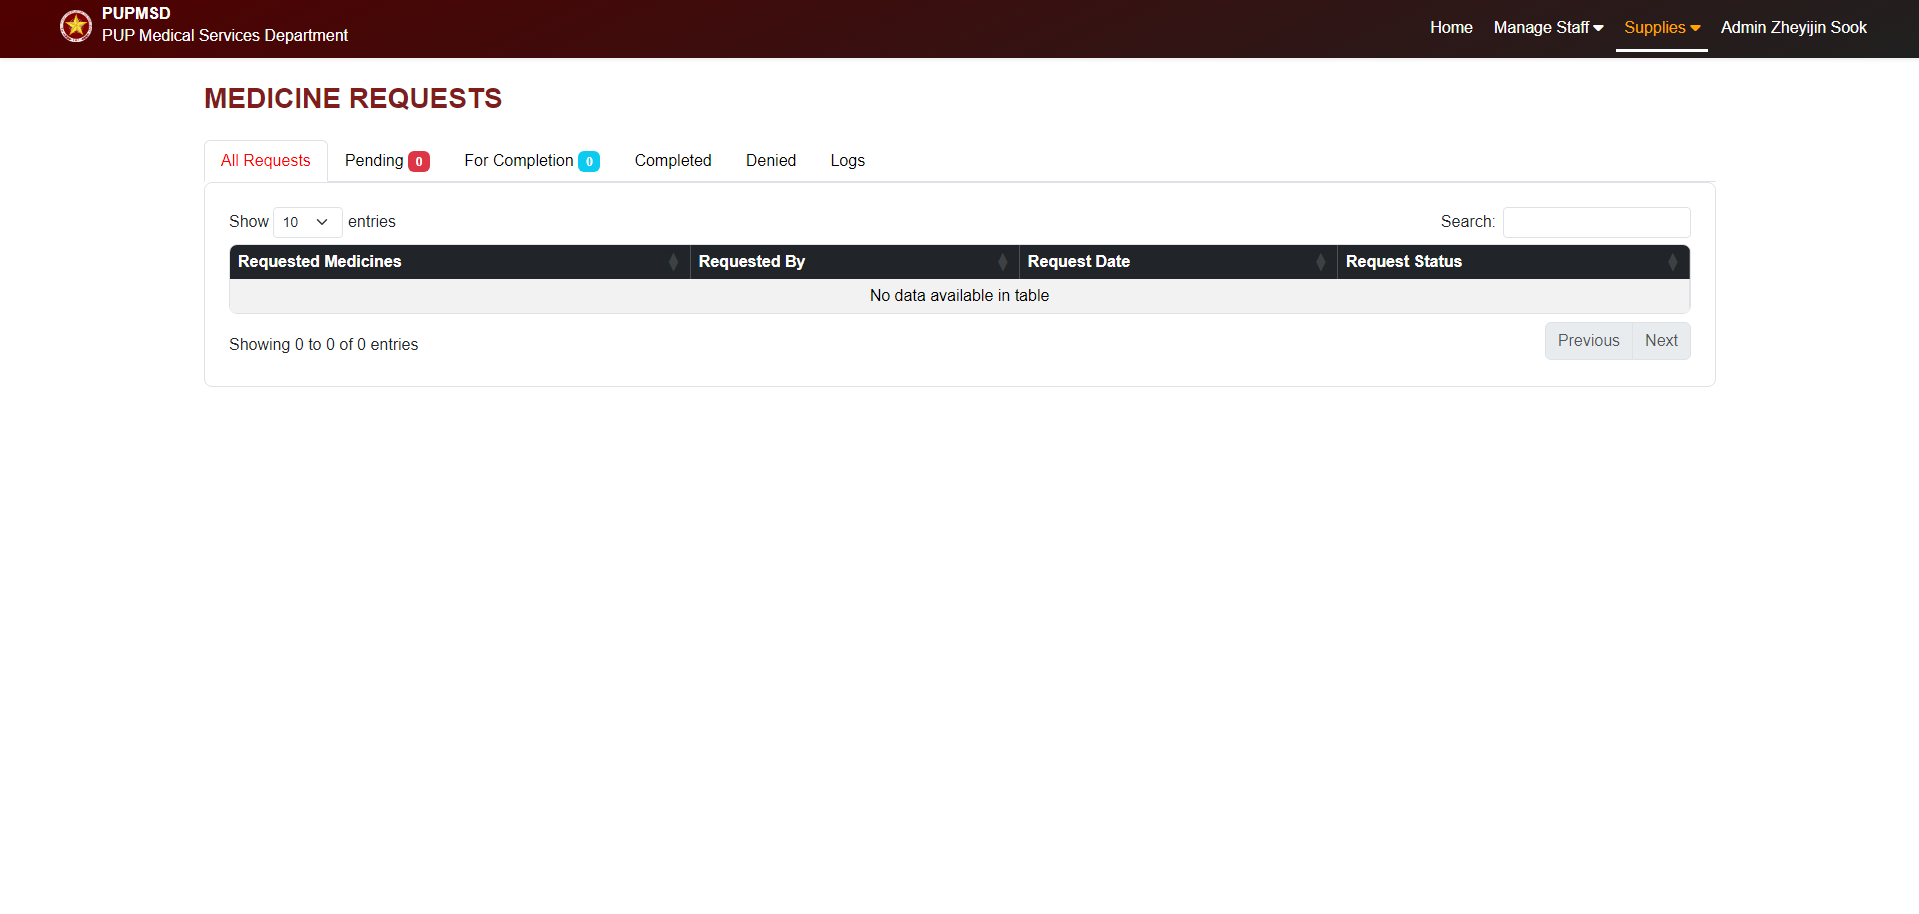 PUPMSD
PUP Medical Services Department
Home Manage Staff Supplies Admin Zheyijin Sook
MEDICINE REQUESTS
All Requests Pending 0 For Completion 0 Completed Denied Logs
Show 10 entries Search:
Requested Medicines Requested By Request Date Request Status
No data available in table
Showing 0 to 0 of 0 entries Previous Next